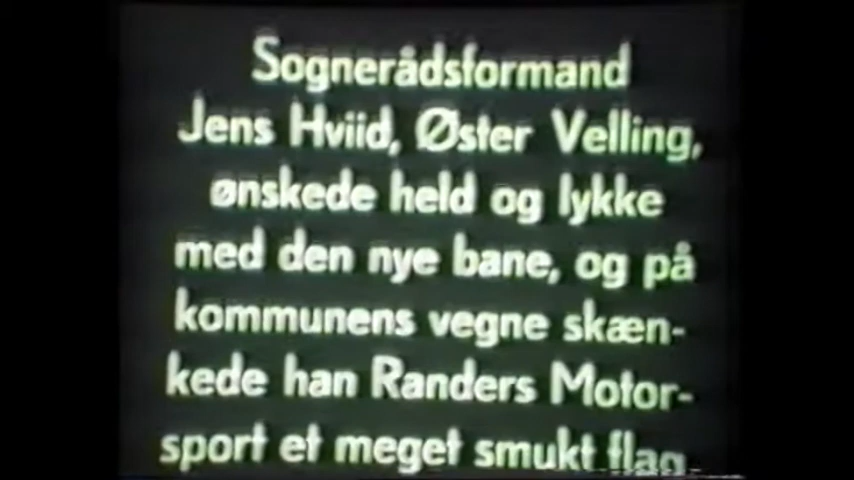 Sognerådsformand
Jens Hviid, Øster Velling,
ønskede held og lykke
med den nye bane, og på
kommunens vegne skæn-
kede han Randers Motor-
sport et meget smukt flag